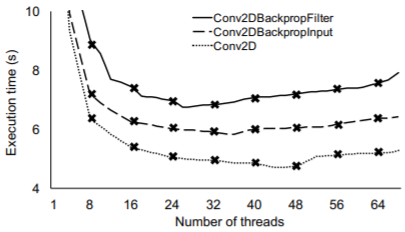 10
8
6
4
Execution time (s)
Conv2DBackpropFilter
Conv2DBackpropInput
Conv2D
1 8 16 24 32 40 48 56 64
Number of threads